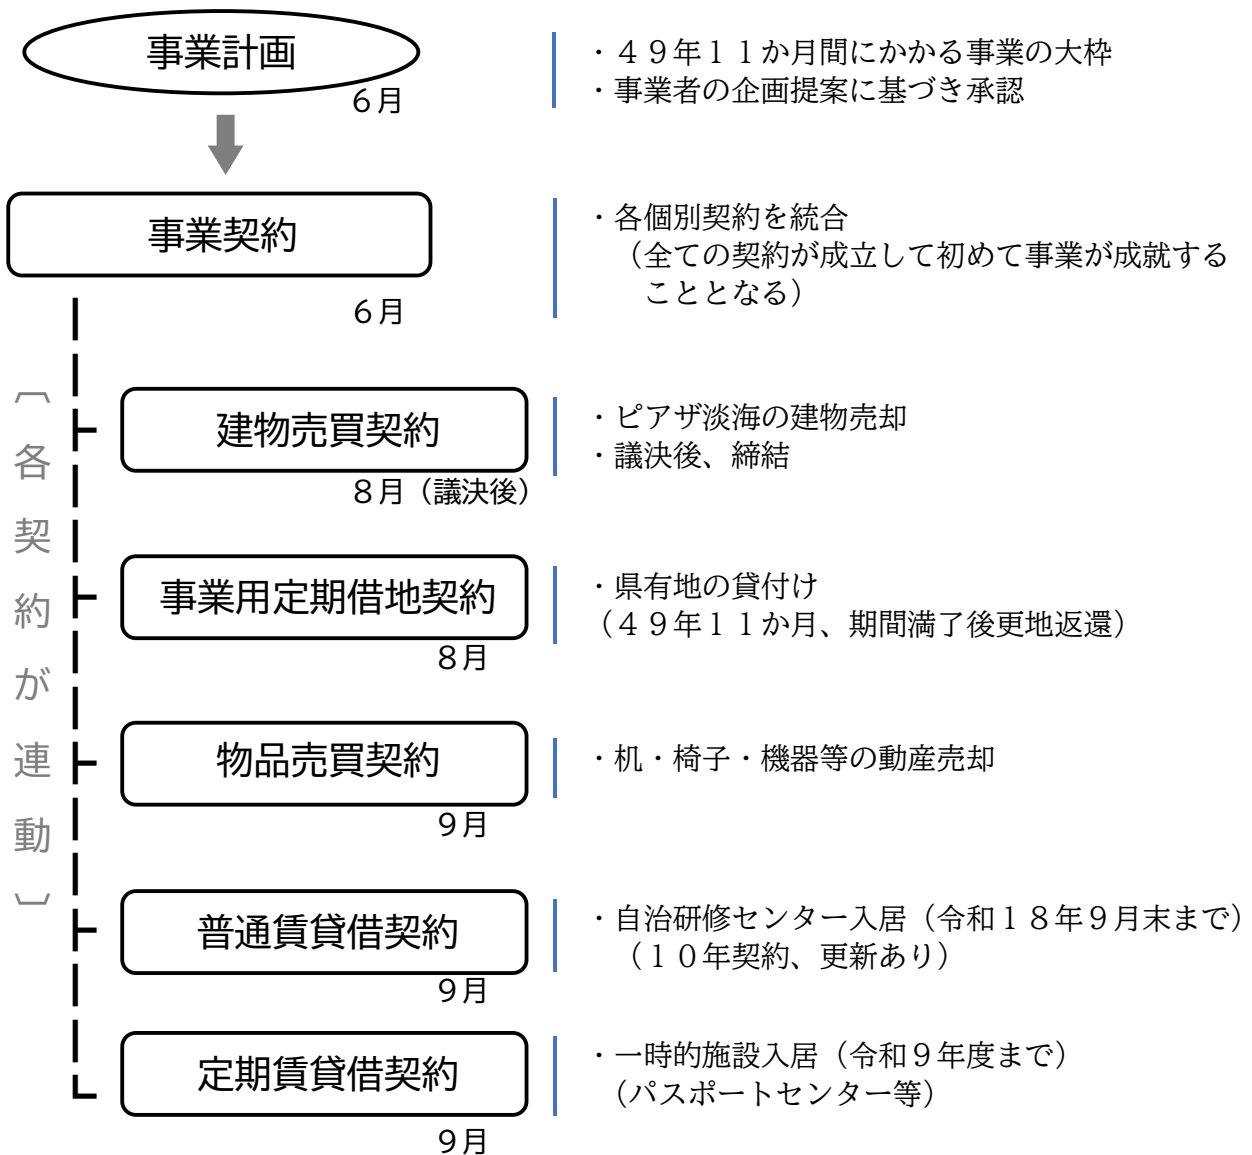 事業計画
６月
・４９年１１か月間にかかる事業の大枠
・事業者の企画提案に基づき承認
事業契約
６月
・各個別契約を統合
（全ての契約が成立して初めて事業が成就する
こととなる）
〔各契約が連動〕
建物売買契約
８月（議決後）
・ピアザ淡海の建物売却
・議決後、締結
事業用定期借地契約
８月
・県有地の貸付け
（４９年１１か月、期間満了後更地返還）
物品売買契約
９月
・机・椅子・機器等の動産売却
普通賃貸借契約
９月
・自治研修センター入居（令和１８年９月末まで）
（１０年契約、更新あり）
定期賃貸借契約
９月
・一時的施設入居（令和９年度まで）
（パスポートセンター等）